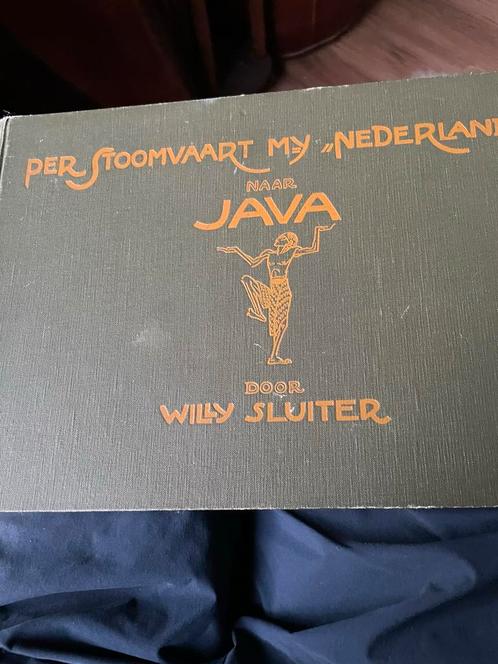 PER STOOMVAART MY „NEDERLAND
NAAR
JAVA
DOOR
WILLY SLUITER